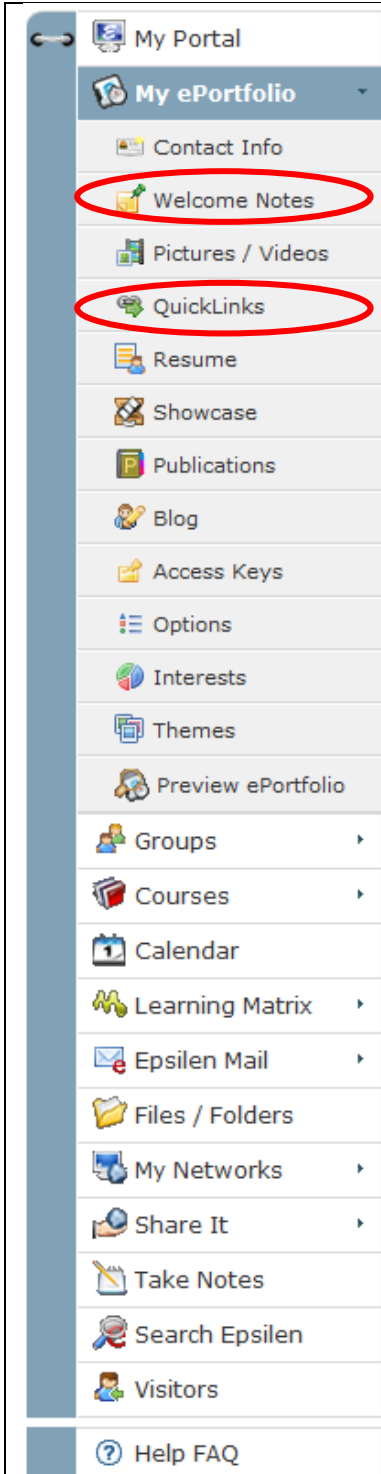 My Portal
My ePortfolio
Contact Info
Welcome Notes
Pictures / Videos
QuickLinks
Resume
Showcase
Publications
Blog
Access Keys
Options
Interests
Themes
Preview ePortfolio
Groups
Courses
Calendar
Learning Matrix
Epsilen Mail
Files / Folders
My Networks
Share It
Take Notes
Search Epsilen
Visitors
Help FAQ